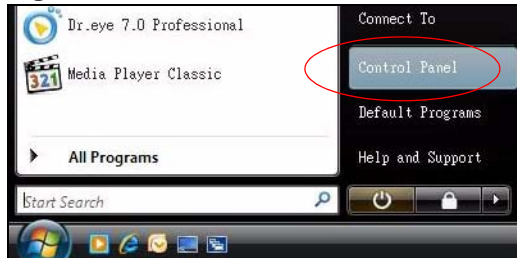 Dr.eye 7.0 Professional
321 Media Player Classic
All Programs
Start Search
Connect To
Control Panel
Default Programs
Help and Support